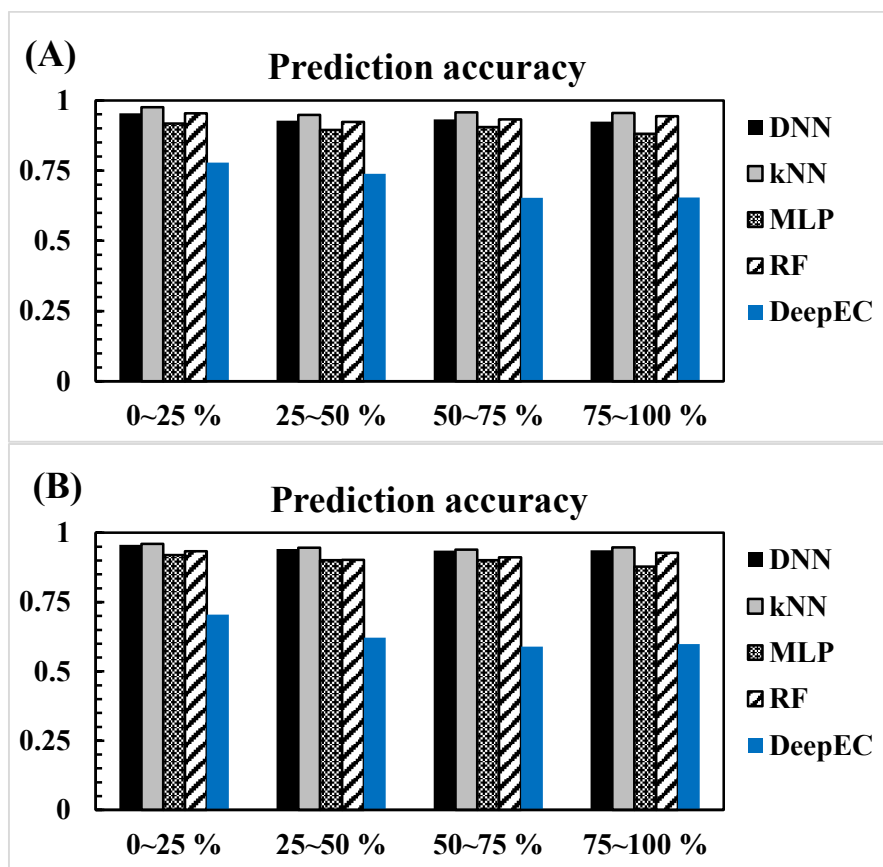 (A)
Prediction accuracy
1
0.75
0.5
0.25
0
0~25 %
25~50 %
50~75 %
75~100 %
DNN
kNN
MLP
RF
DeepEC
(B)
Prediction accuracy
1
0.75
0.5
0.25
0
0~25 %
25~50 %
50~75 %
75~100 %
DNN
kNN
MLP
RF
DeepEC